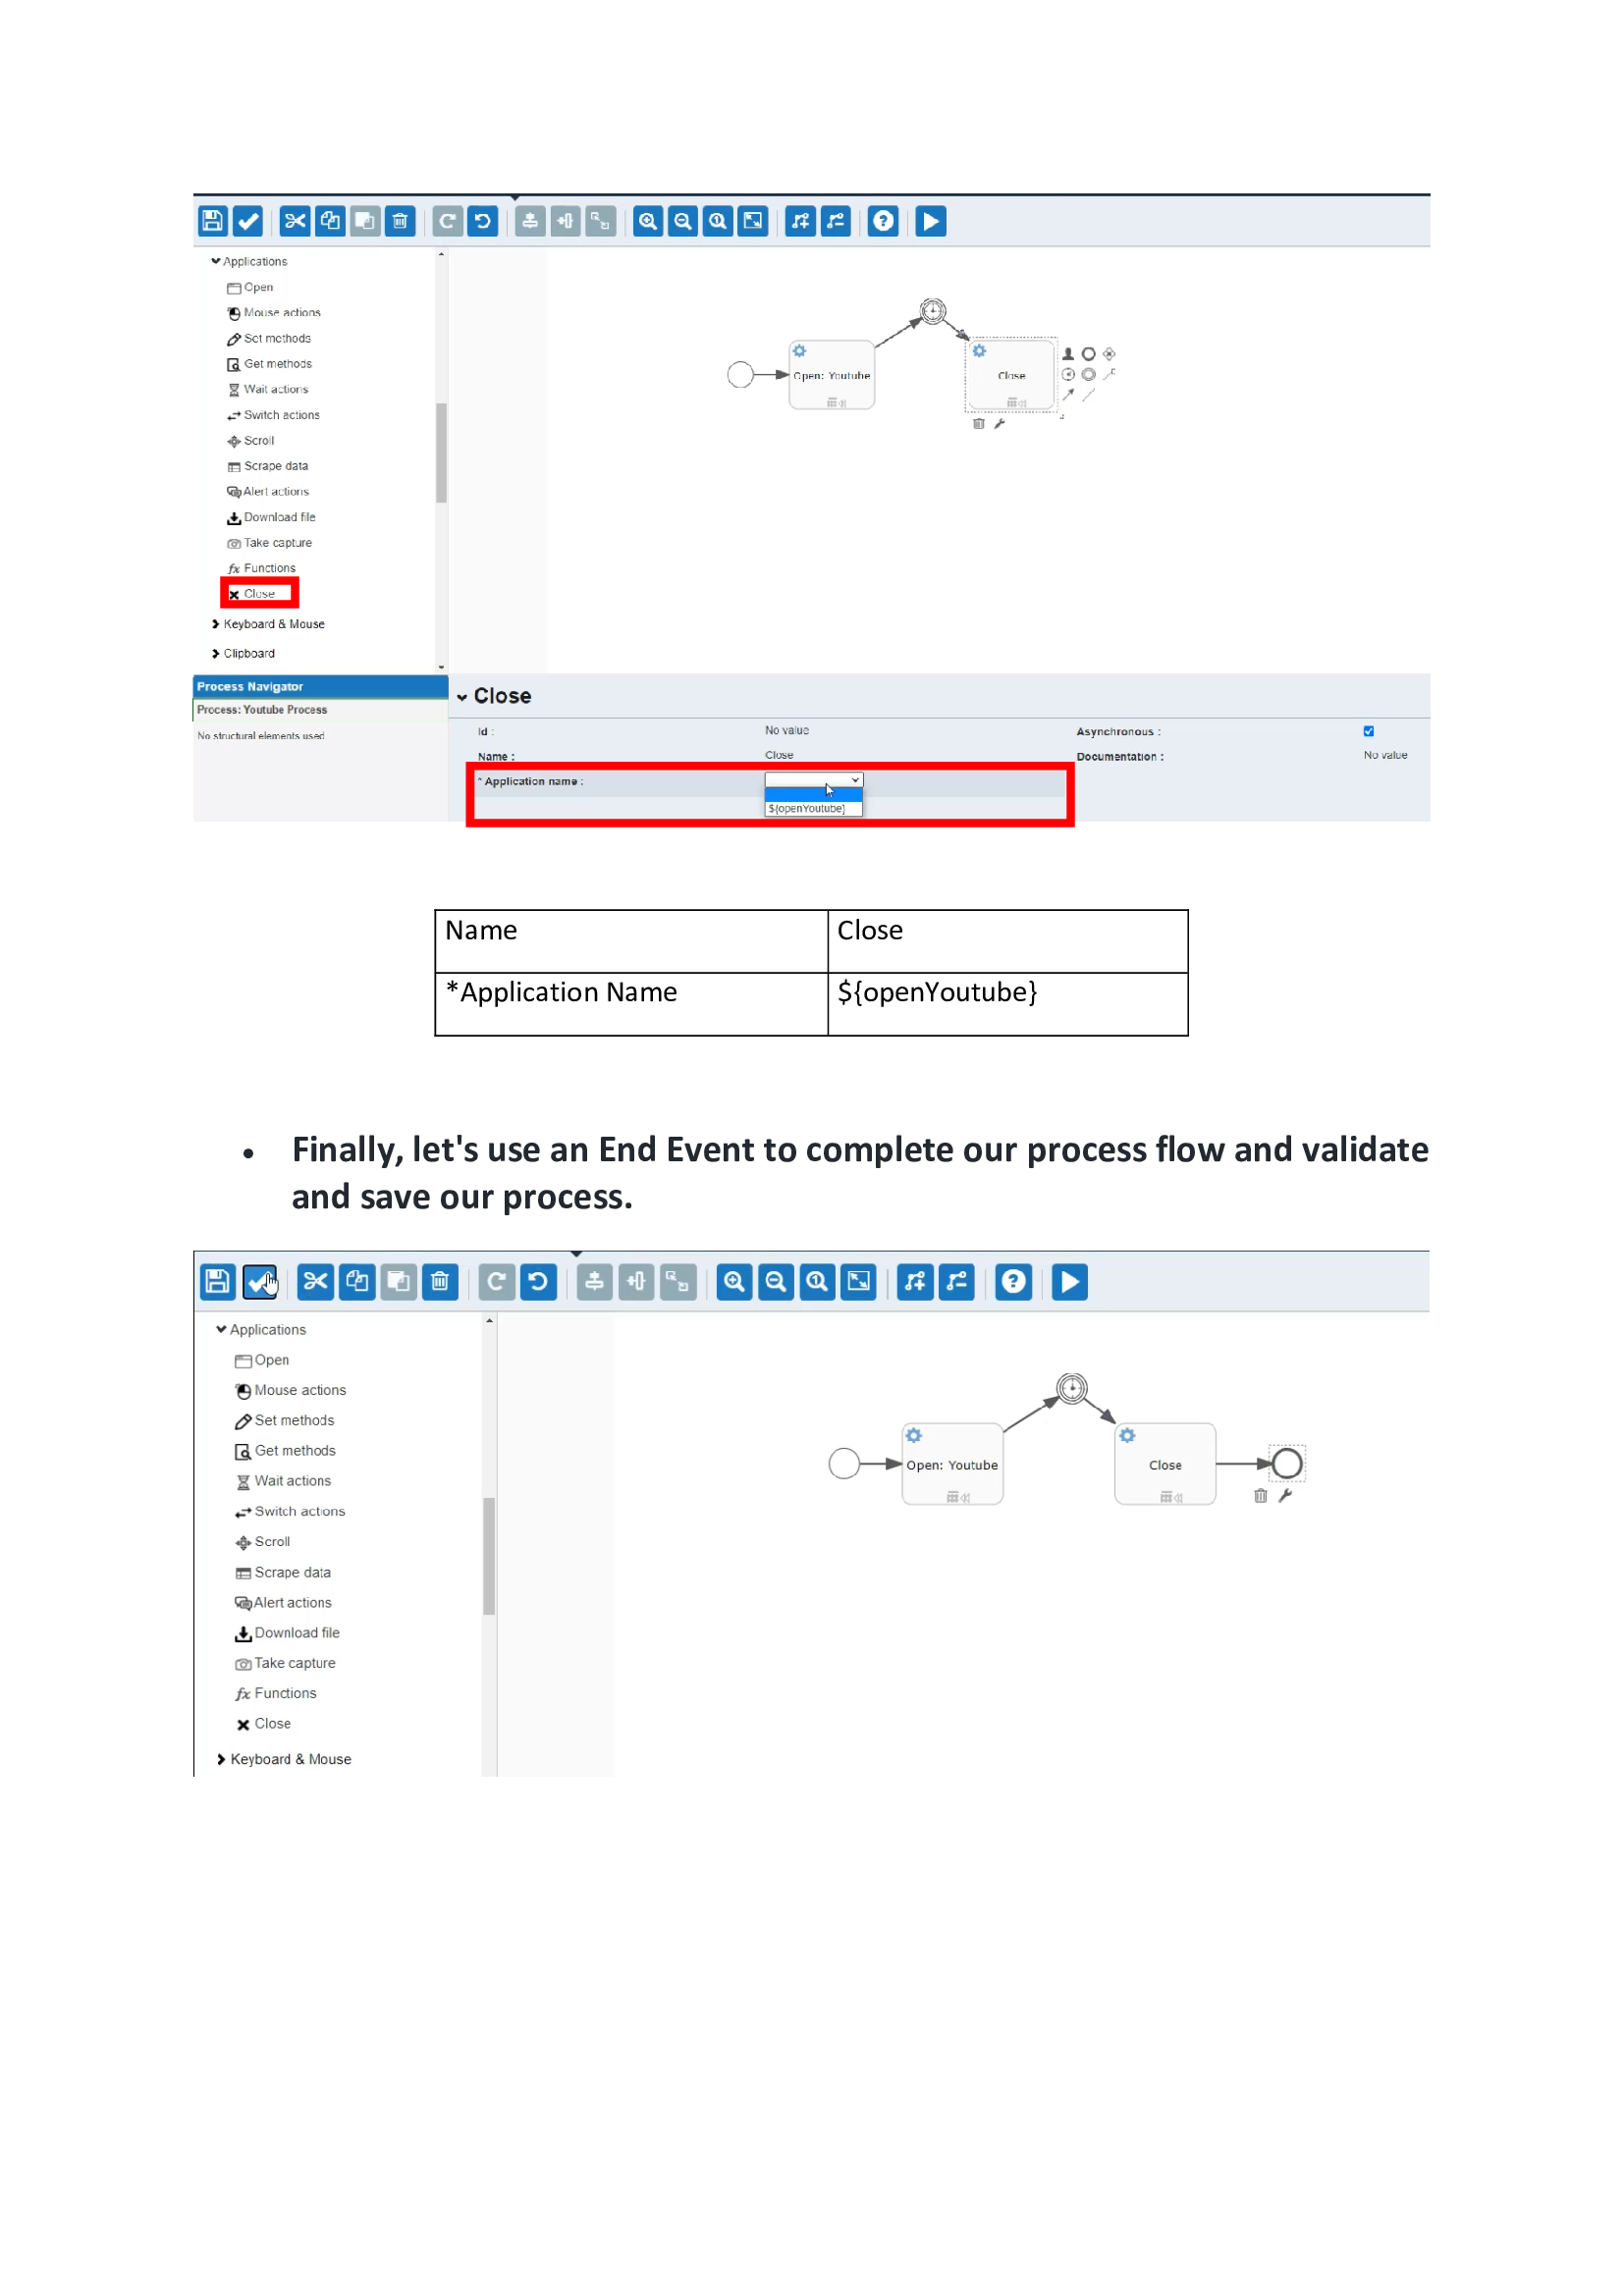 Applications
Open
Mouse actions
Set methods
Get methods
Wait actions
Switch actions
Scroll
Scrape data
Alert actions
Download file
Take capture
Functions
Close
Keyboard & Mouse
Clipboard
Open: Youtube
Close
Process Navigator
Process: Youtube Process
No structural elements used
Close
Id : No value Asynchronous :
Name : Close Documentation : No value
* Application name :
${openYoutube}
Name Close
*Application Name ${openYoutube}
• Finally, let's use an End Event to complete our process flow and validate
and save our process.
Applications
Open
Mouse actions
Set methods
Get methods
Wait actions
Switch actions
Scroll
Scrape data
Alert actions
Download file
Take capture
Functions
Close
Keyboard & Mouse
Open: Youtube
Close